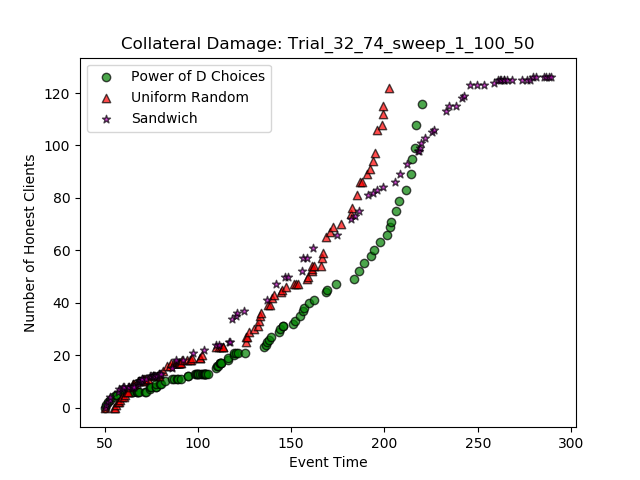 Collateral Damage: Trial_32_74_sweep_1_100_50
Power of D Choices
Uniform Random
Sandwich
Number of Honest Clients
120
100
80
60
40
20
0
50 100 150 200 250 300
Event Time